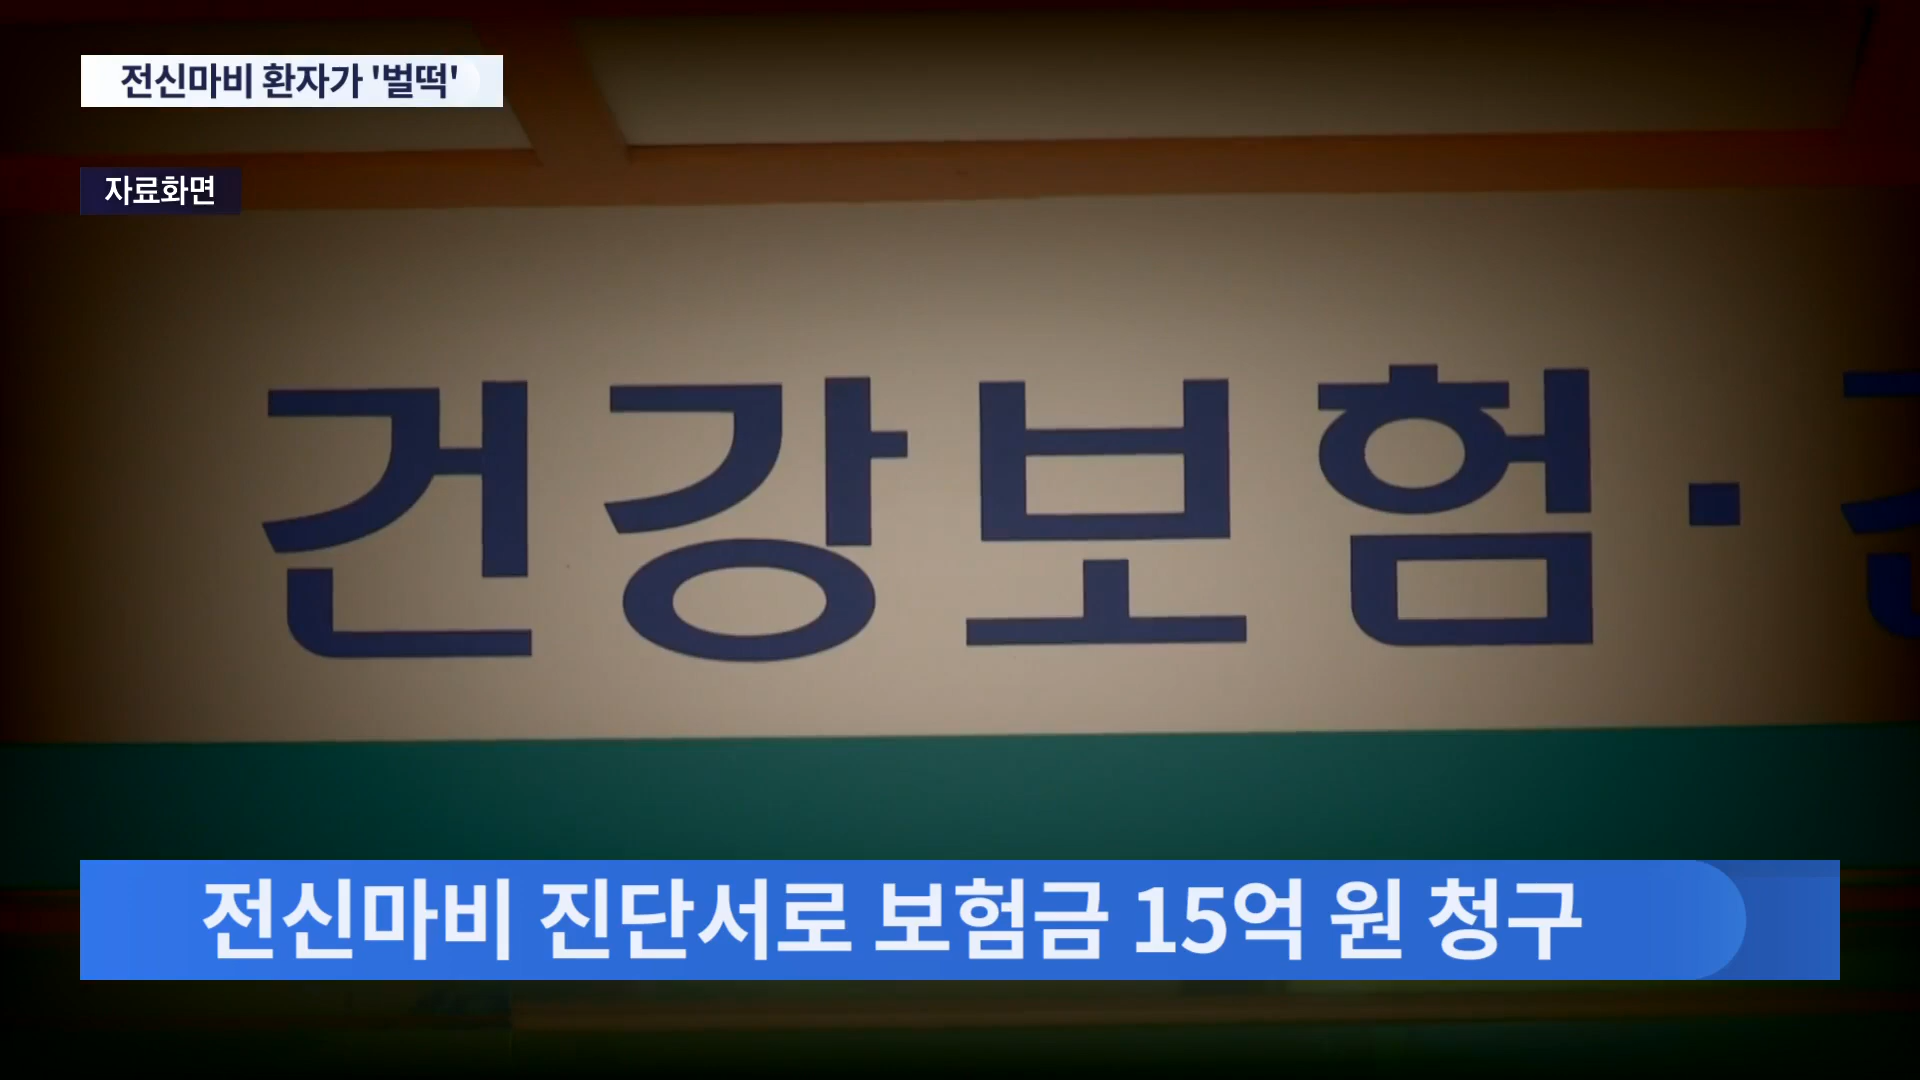 전신마비 환자가 '벌떡'
자료화면
건강보험·
전신마비 진단서로 보험금 15억 원 청구